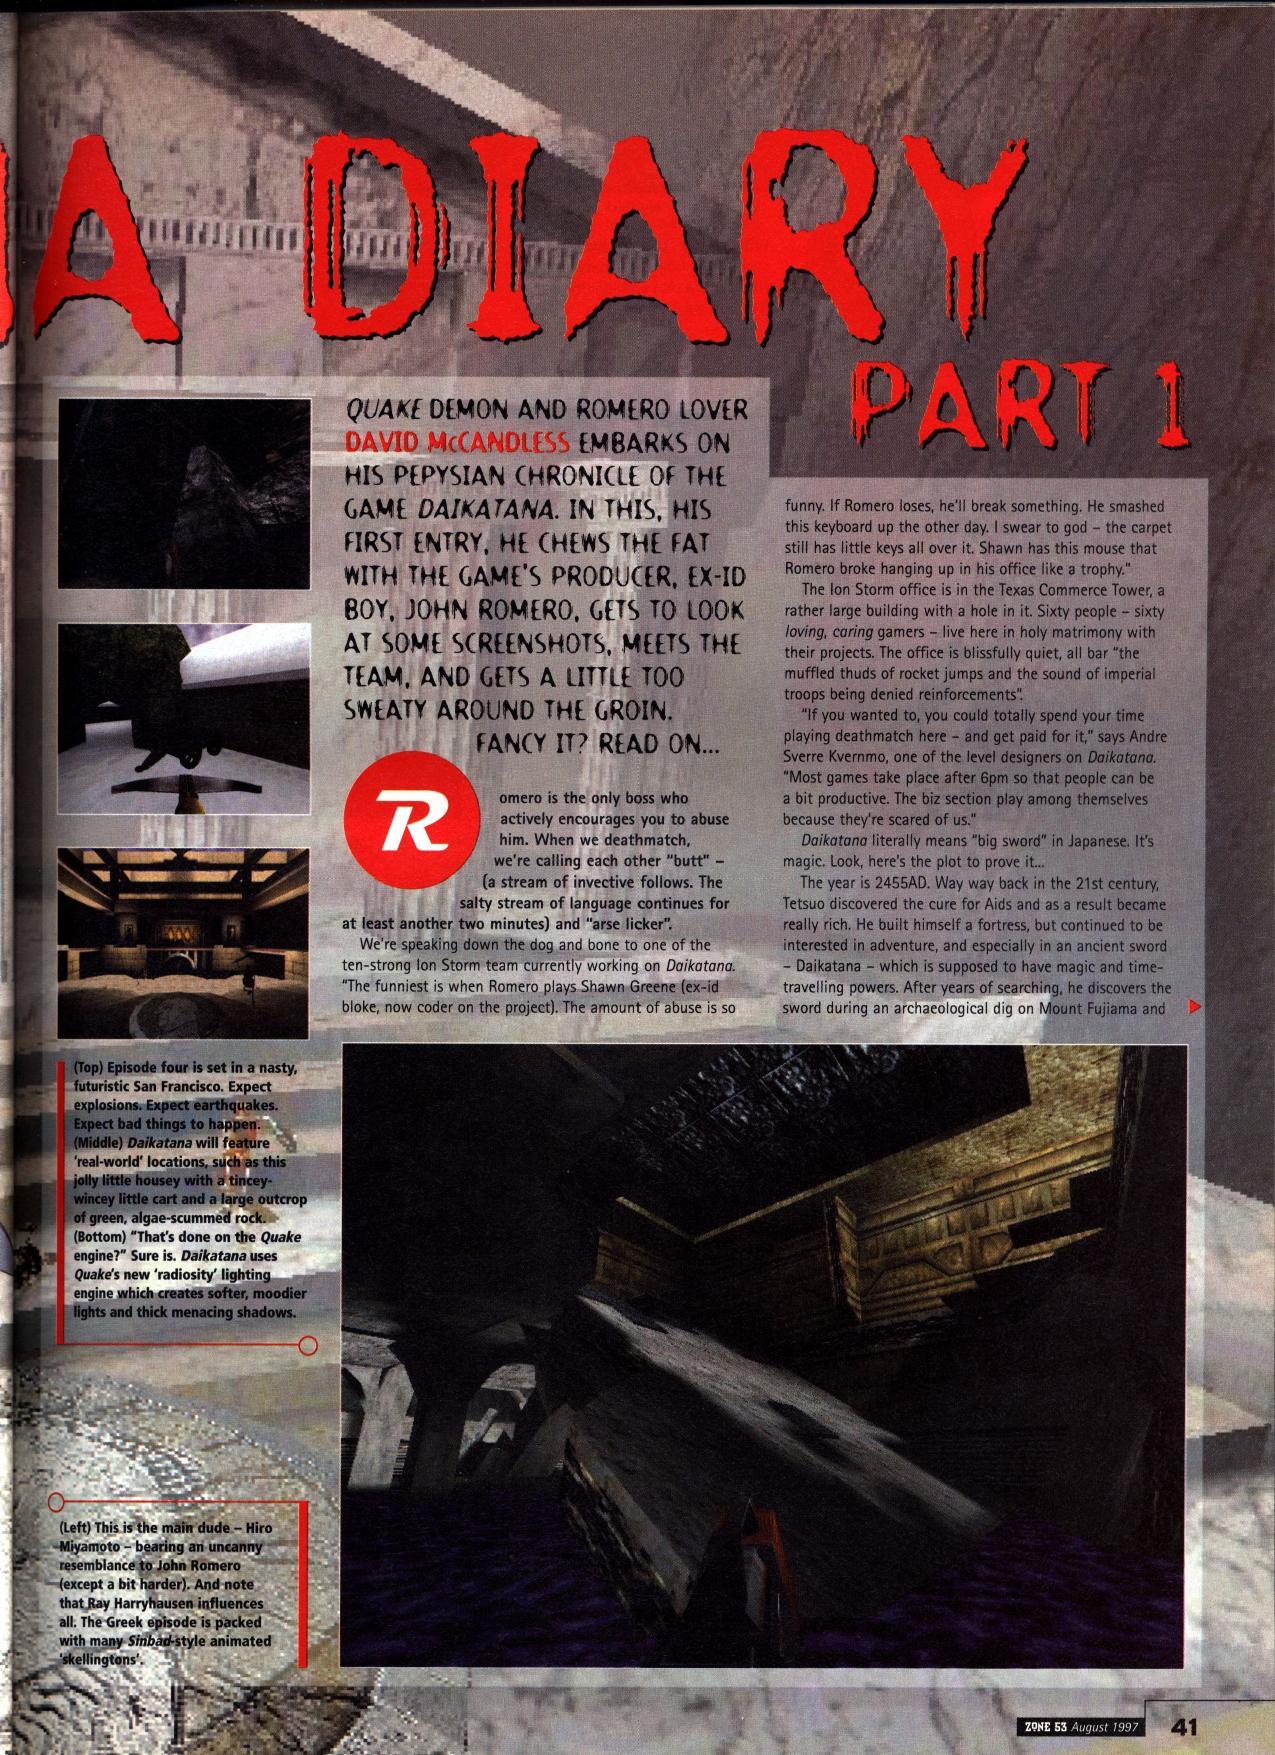 A DIARY
PART 1
QUAKE DEMON AND ROMERO LOVER
DAVID McCANDLESS EMBARKS ON
HIS PEPYSIAN CHRONICLE OF THE
GAME DAIKATANA. IN THIS, HIS
FIRST ENTRY, HE CHEWS THE FAT
WITH THE GAME'S PRODUCER, EX-ID
BOY, JOHN ROMERO, GETS TO LOOK
AT SOME SCREENSHOTS, MEETS THE
TEAM, AND GETS A LITTLE TOO
SWEATY AROUND THE GROIN.
FANCY IT? READ ON...
R
omero is the only boss who
actively encourages you to abuse
him. When we deathmatch,
we're calling each other "butt" –
(a stream of invective follows. The
salty stream of language continues for
at least another two minutes) and "arse licker".
We're speaking down the dog and bone to one of the
ten-strong Ion Storm team currently working on Daikatana.
"The funniest is when Romero plays Shawn Greene (ex-id
bloke, now coder on the project). The amount of abuse is so
funny. If Romero loses, he'll break something. He smashed
this keyboard up the other day. I swear to god – the carpet
still has little keys all over it. Shawn has this mouse that
Romero broke hanging up in his office like a trophy."
The Ion Storm office is in the Texas Commerce Tower, a
rather large building with a hole in it. Sixty people – sixty
loving, caring gamers – live here in holy matrimony with
their projects. The office is blissfully quiet, all bar "the
muffled thuds of rocket jumps and the sound of imperial
troops being denied reinforcements".
"If you wanted to, you could totally spend your time
playing deathmatch here – and get paid for it," says Andre
Sverre Kvernmo, one of the level designers on Daikatana.
"Most games take place after 6pm so that people can be
a bit productive. The biz section play among themselves
because they're scared of us."
Daikatana literally means "big sword" in Japanese. It's
magic. Look, here's the plot to prove it...
The year is 2455AD. Way way back in the 21st century,
Tetsuo discovered the cure for Aids and as a result became
really rich. He built himself a fortress, but continued to be
interested in adventure, and especially in an ancient sword
– Daikatana – which is supposed to have magic and time-
travelling powers. After years of searching, he discovers the
sword during an archaeological dig on Mount Fujiama and
(Top) Episode four is set in a nasty,
futuristic San Francisco. Expect
explosions. Expect earthquakes.
Expect bad things to happen.
(Middle) Daikatana will feature
'real-world' locations, such as this
jolly little housey with a tincey-
wincey little cart and a large outcrop
of green, algae-scummed rock.
(Bottom) "That's done on the Quake
engine?" Sure is. Daikatana uses
Quake's new 'radiosity' lighting
engine which creates softer, moodier
lights and thick menacing shadows.
(Left) This is the main dude – Hiro
Miyamoto – bearing an uncanny
resemblance to John Romero
(except a bit harder). And note
that Ray Harryhausen influences
all. The Greek episode is packed
with many Sinbad-style animated
'skellingtons'.
ZONE 53 August 1997 41